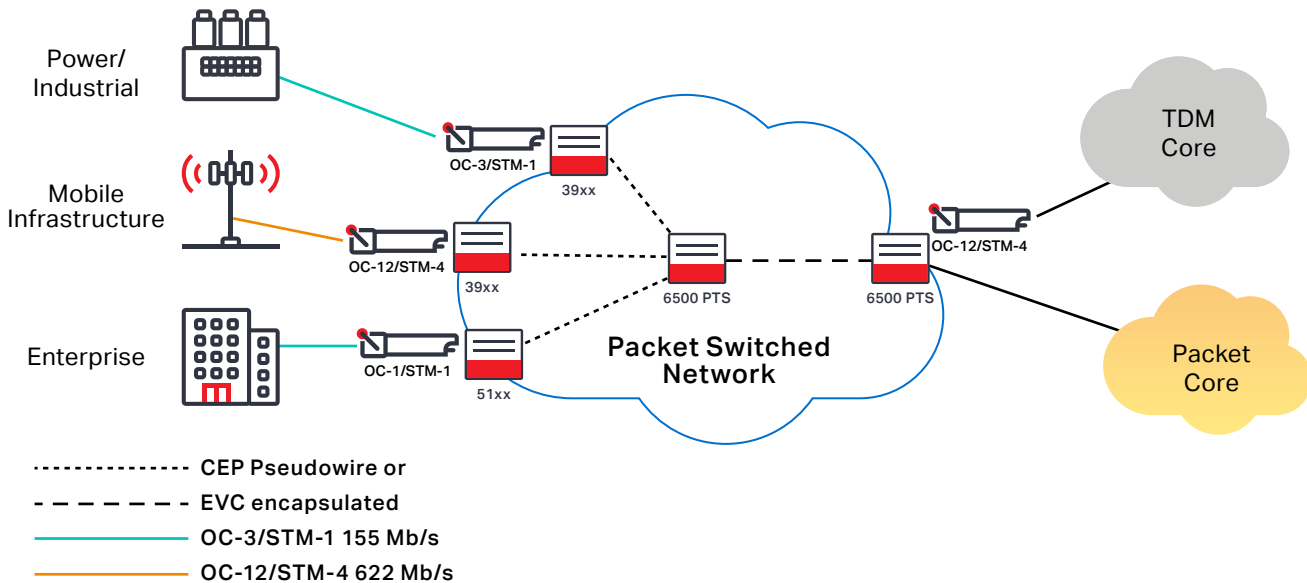 Power/
Industrial
OC-3/STM-1
39xx
TDM
Core
Mobile
Infrastructure
OC-12/STM-4
39xx
6500 PTS
6500 PTS
OC-12/STM-4
Enterprise
OC-1/STM-1
51xx
Packet Switched
Network
Packet
Core
CEP Pseudowire or
EVC encapsulated
OC-3/STM-1 155 Mb/s
OC-12/STM-4 622 Mb/s